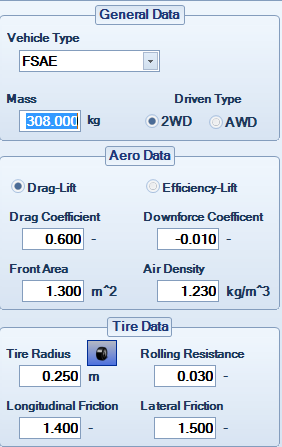 General Data
Vehicle Type
FSAE
Mass Driven Type
308.000 kg 2WD AWD
Aero Data
Drag-Lift Efficiency-Lift
Drag Coefficient Downforce Coefficent
0.600 - -0.010 -
Front Area Air Density
1.300 m^2 1.230 kg/m^3
Tire Data
Tire Radius Rolling Resistance
0.250 m 0.030 -
Longitudinal Friction Lateral Friction
1.400 - 1.500 -